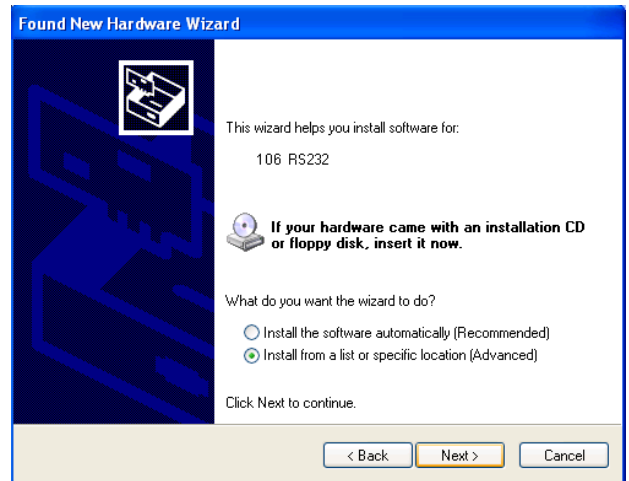 Found New Hardware Wizard
This wizard helps you install software for:
106 RS232
If your hardware came with an installation CD
or floppy disk, insert it now.
What do you want the wizard to do?
Install the software automatically (Recommended)
Install from a list or specific location (Advanced)
Click Next to continue.
< Back Next > Cancel